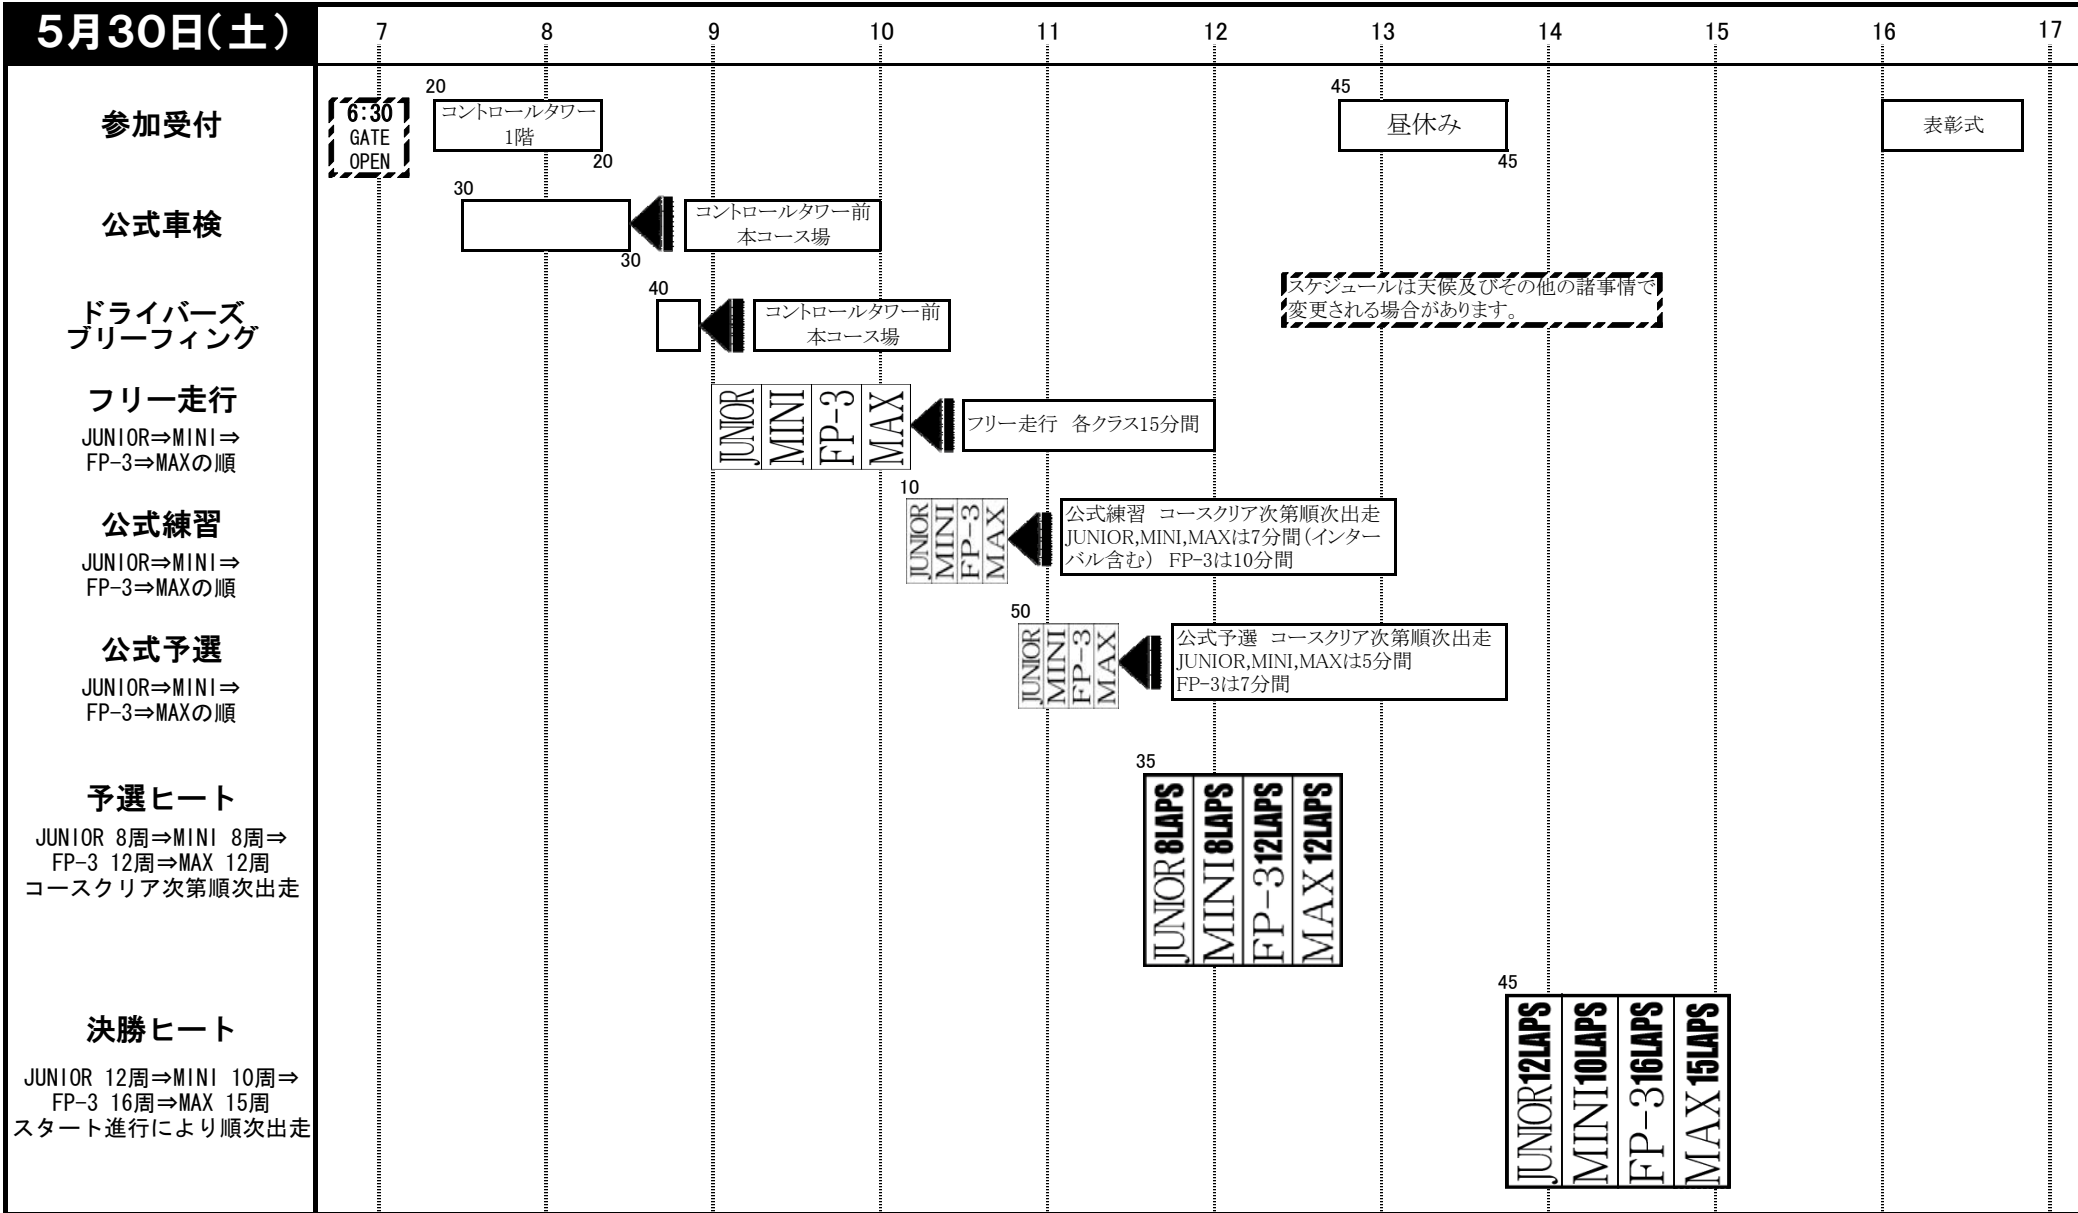 5月30日(土)
7 8 9 10 11 12 13 14 15 16 17
参加受付
6:30
GATE
OPEN
20
コントロールタワー
1階
20
45
昼休み
45
表彰式
公式車検
30
30
コントロールタワー前
本コース場
ドライバーズ
ブリーフィング
40
コントロールタワー前
本コース場
スケジュールは天候及びその他の諸事情で
変更される場合があります。
フリー走行
JUNIOR⇒MINI⇒
FP-3⇒MAXの順
JUNIOR
MINI
FP-3
MAX
フリー走行 各クラス15分間
公式練習
JUNIOR⇒MINI⇒
FP-3⇒MAXの順
10
JUNIOR
MINI
FP-3
MAX
公式練習 コースクリア次第順次出走
JUNIOR,MINI,MAXは7分間(インター
バル含む) FP-3は10分間
公式予選
JUNIOR⇒MINI⇒
FP-3⇒MAXの順
50
JUNIOR
MINI
FP-3
MAX
公式予選 コースクリア次第順次出走
JUNIOR,MINI,MAXは5分間
FP-3は7分間
予選ヒート
JUNIOR 8周⇒MINI 8周⇒
FP-3 12周⇒MAX 12周
コースクリア次第順次出走
35
JUNIOR 8LAPS
MINI 8LAPS
FP-3 12LAPS
MAX 12LAPS
決勝ヒート
JUNIOR 12周⇒MINI 10周⇒
FP-3 16周⇒MAX 15周
スタート進行により順次出走
45
JUNIOR 12LAPS
MINI 10LAPS
FP-3 16LAPS
MAX 15LAPS